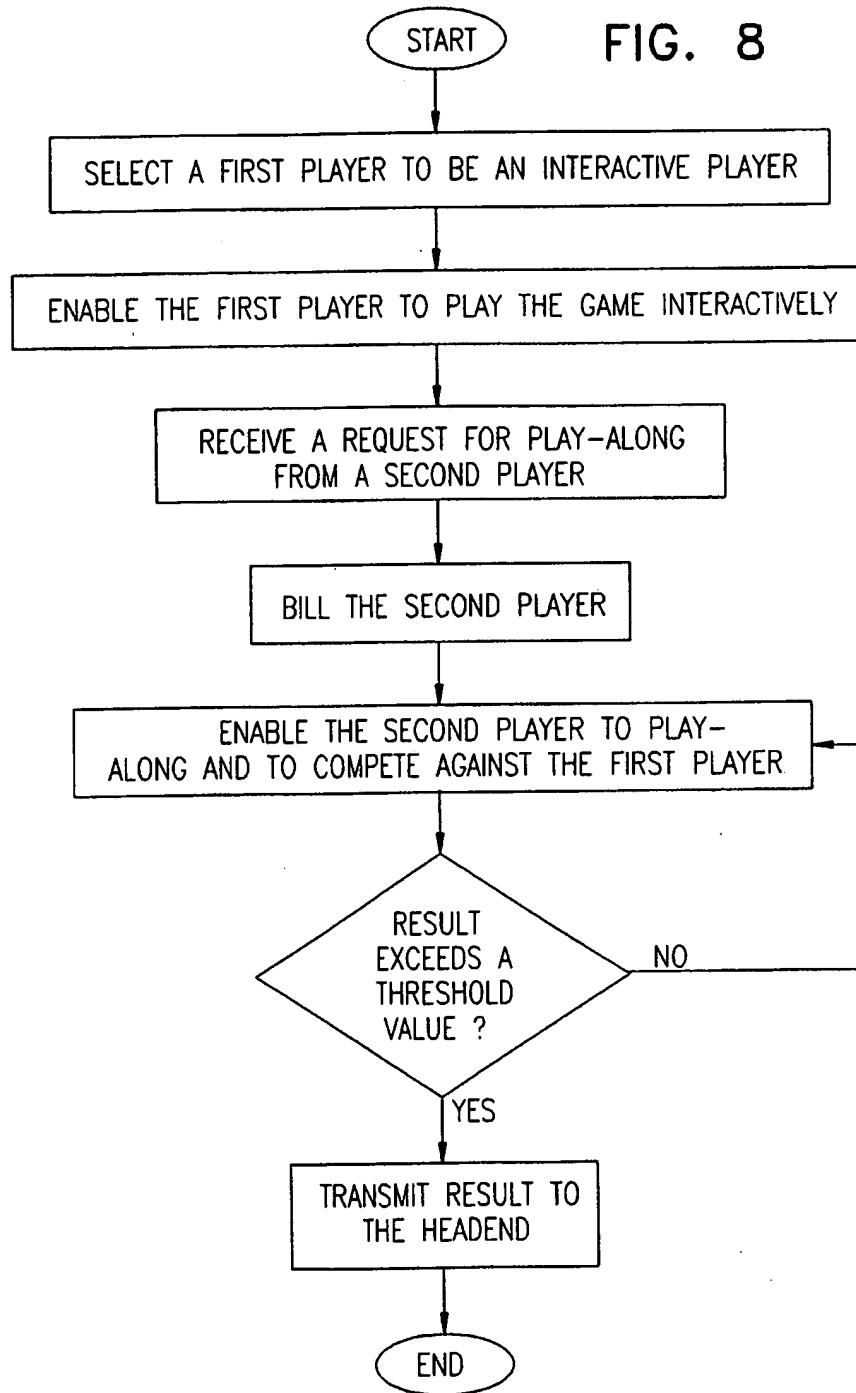 START
FIG. 8
SELECT A FIRST PLAYER TO BE AN INTERACTIVE PLAYER
ENABLE THE FIRST PLAYER TO PLAY THE GAME INTERACTIVELY
RECEIVE A REQUEST FOR PLAY-ALONG
FROM A SECOND PLAYER
BILL THE SECOND PLAYER
ENABLE THE SECOND PLAYER TO PLAY-
ALONG AND TO COMPETE AGAINST THE FIRST PLAYER
RESULT
EXCEEDS A
THRESHOLD
VALUE ?
NO
YES
TRANSMIT RESULT TO
THE HEADEND
END